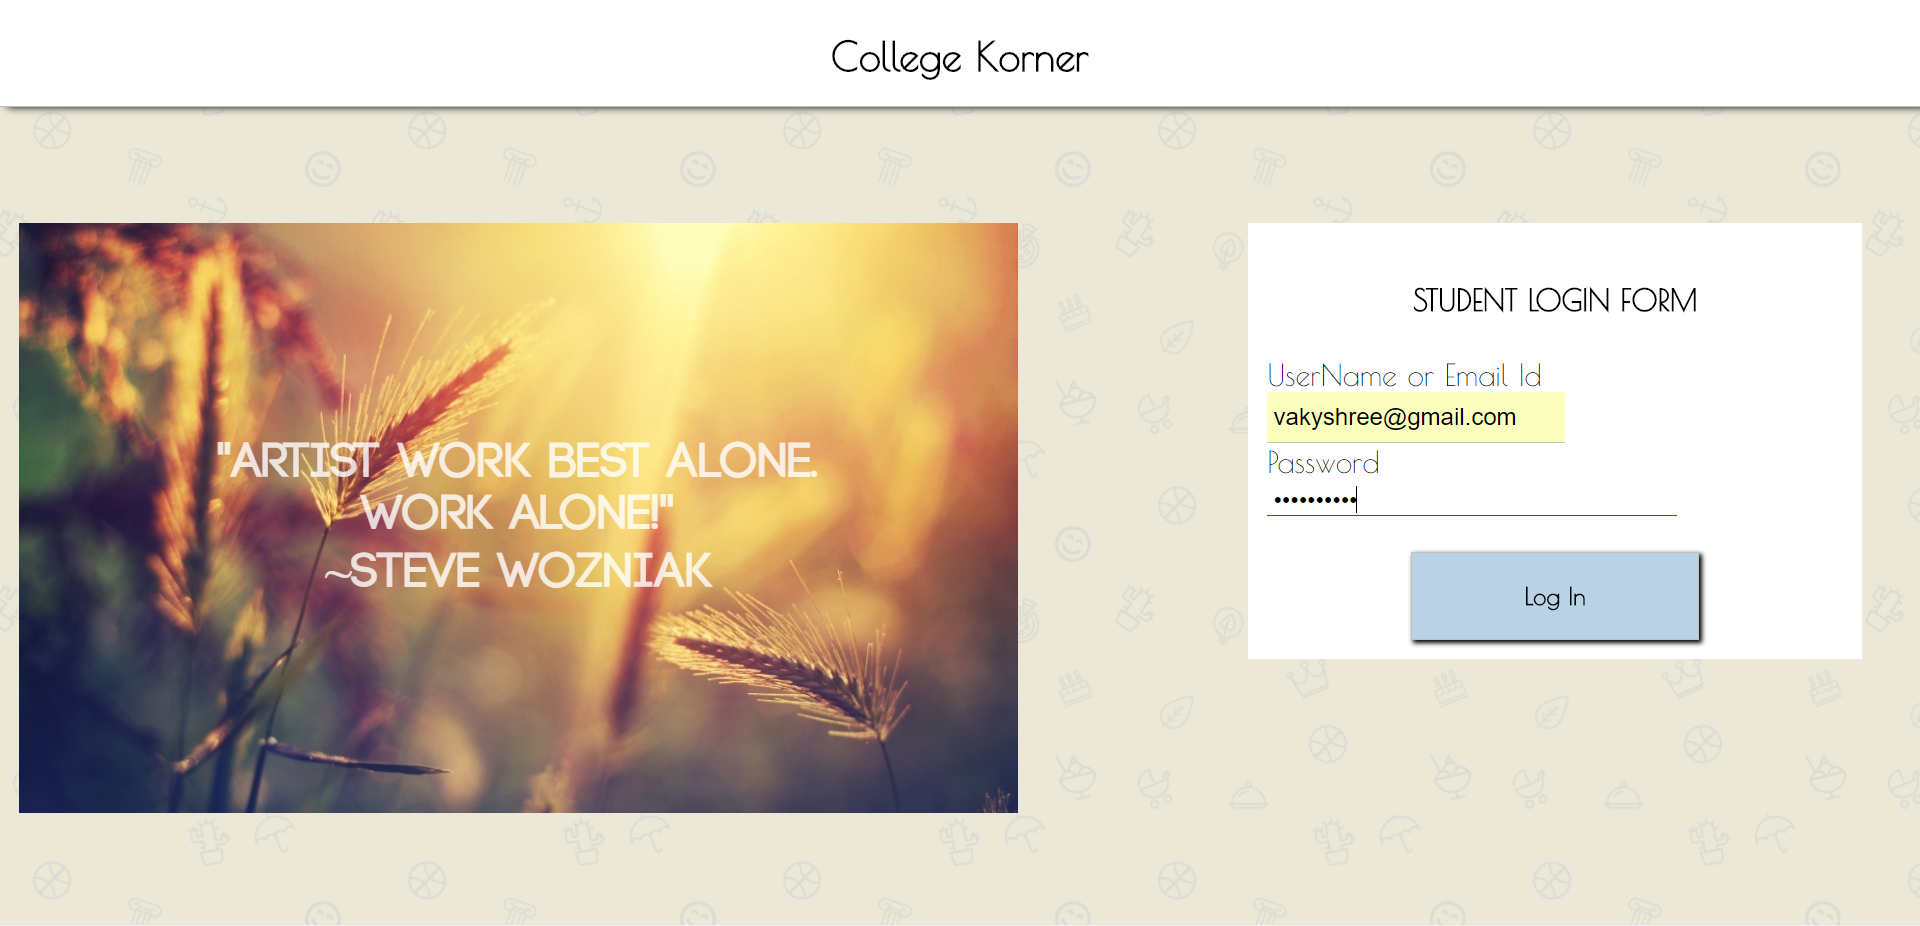 College Korner
"ARTIST WORK BEST ALONE.
WORK ALONE!"
~STEVE WOZNIAK
STUDENT LOGIN FORM
UserName or Email Id
vakyshree@gmail.com
Password
••••••••••
Log In